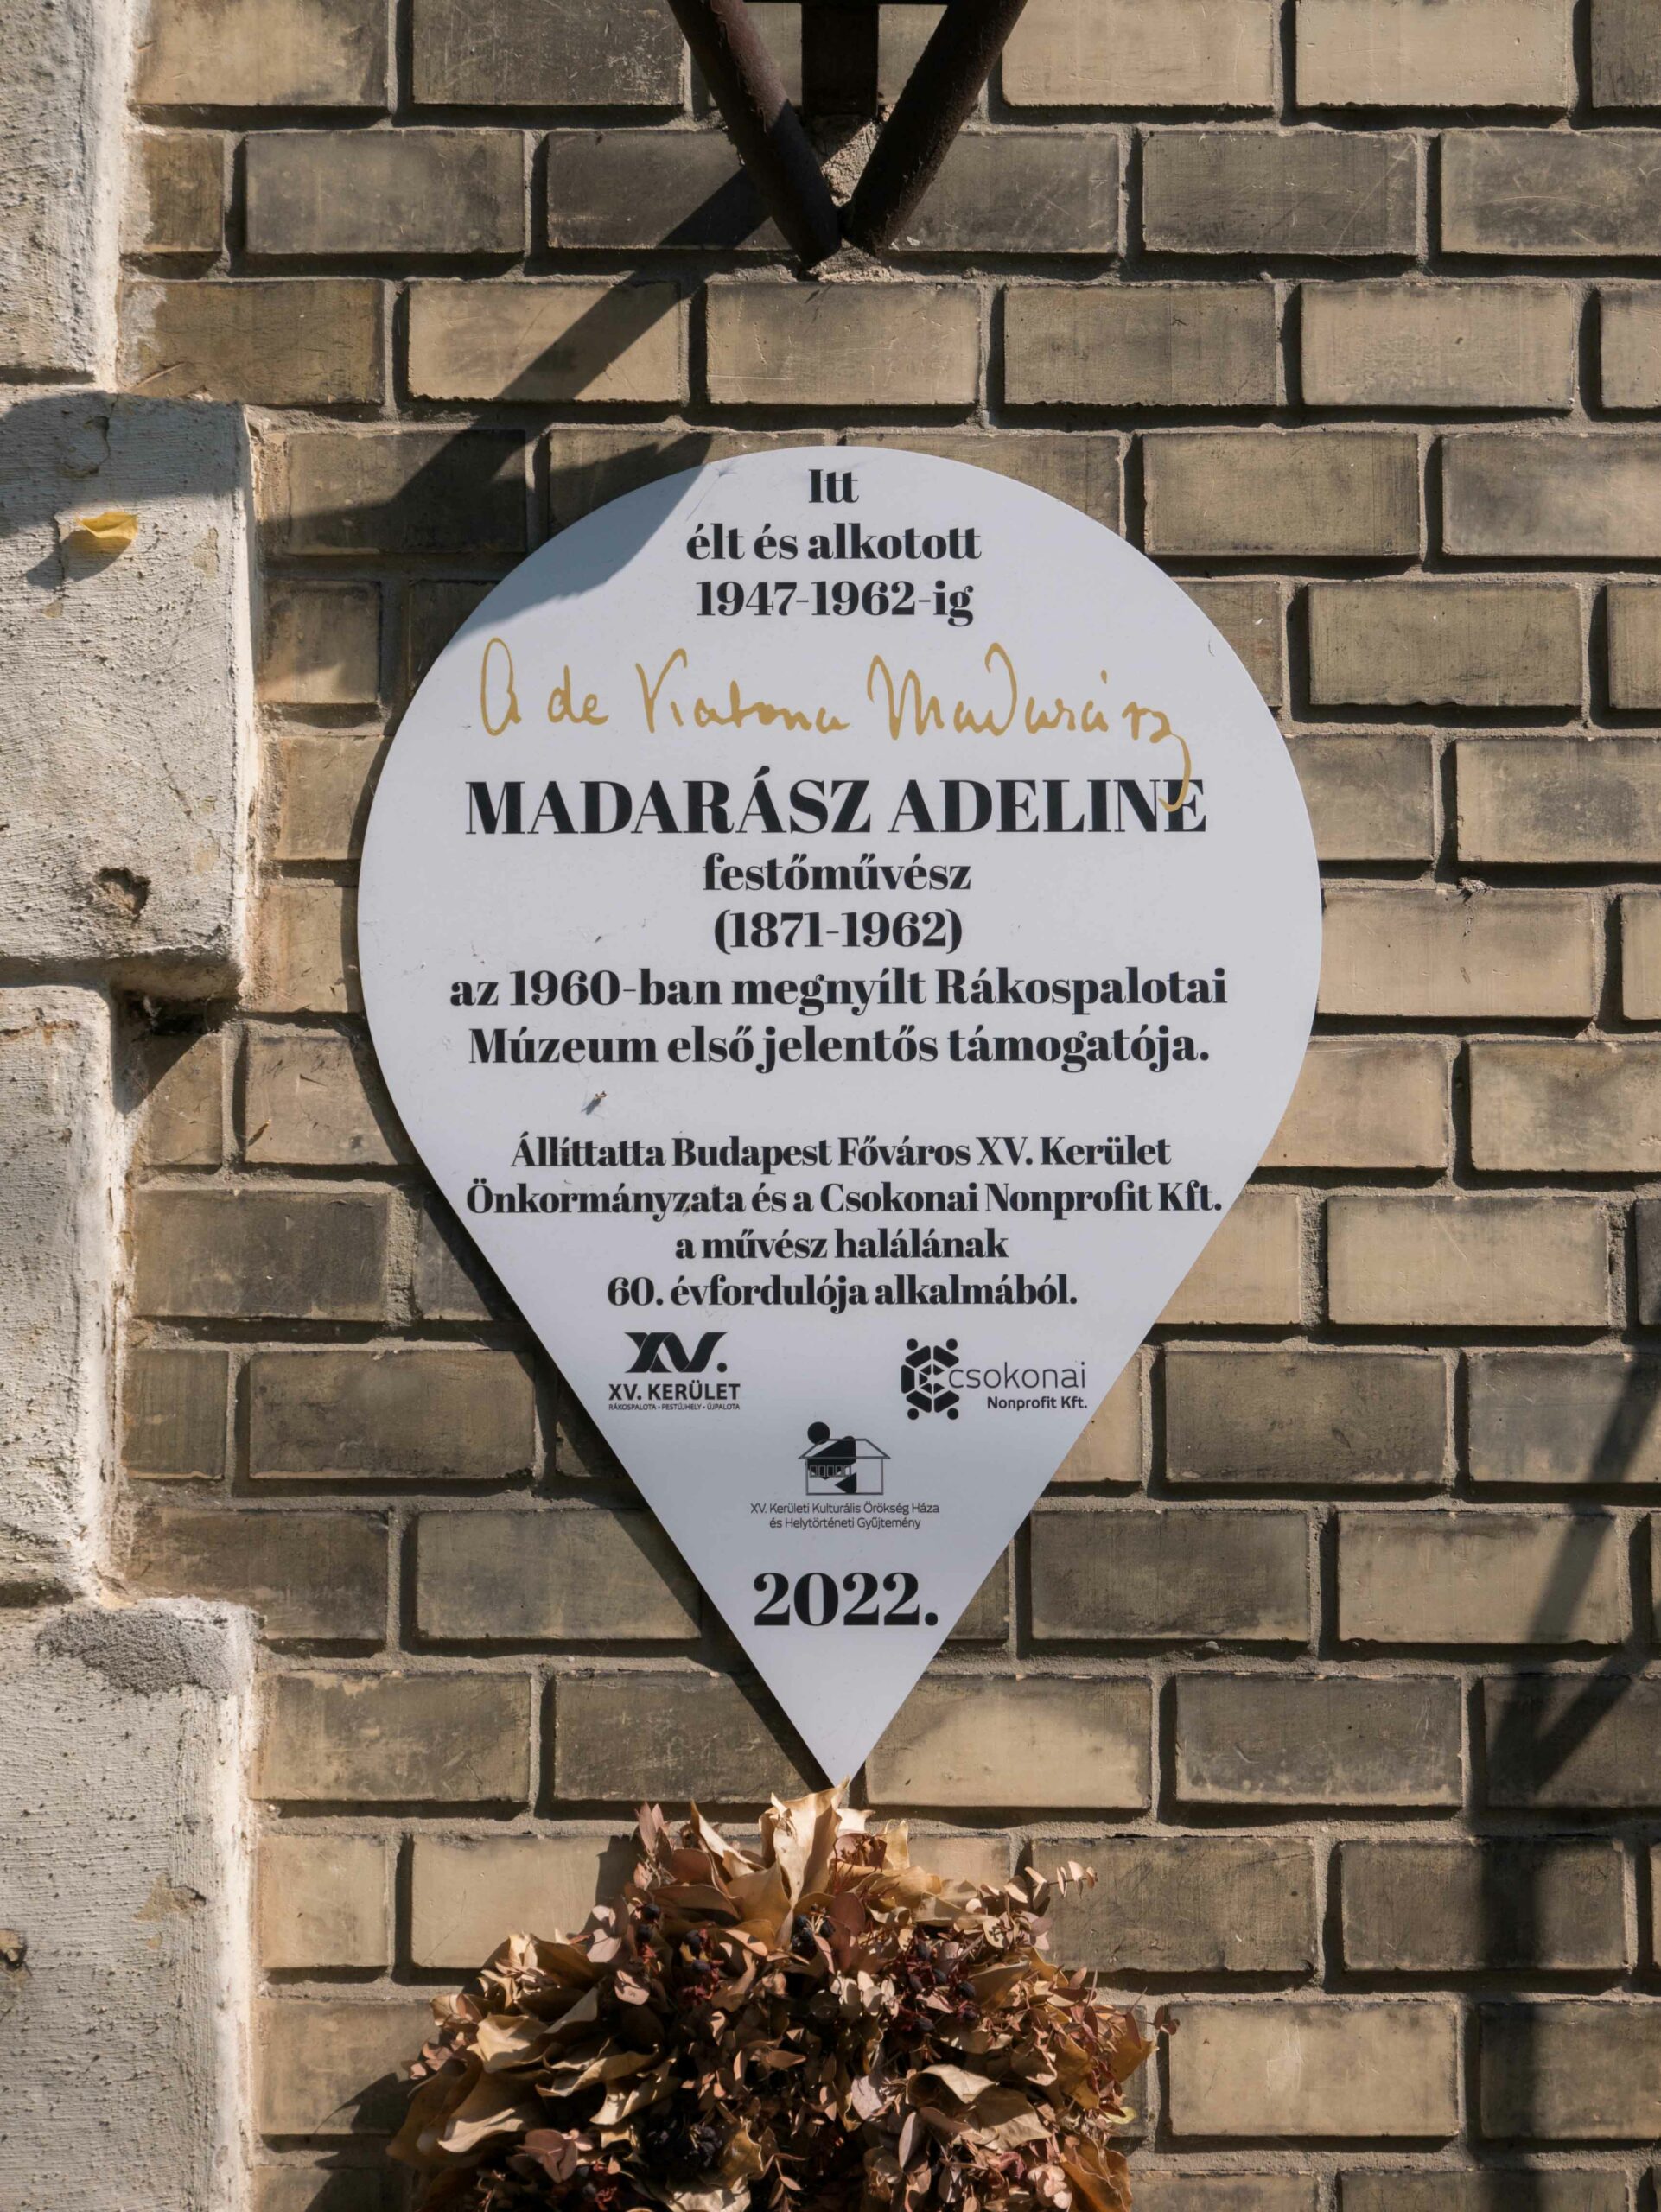 Itt
élt és alkotott
1947-1962-ig
A de Katona Madarász
MADARÁSZ ADELINE
festőművész
(1871-1962)
az 1960-ban megnyílt Rákospalotai
Múzeum első jelentős támogatója.
Állíttatta Budapest Főváros XV. Kerület
Önkormányzata és a Csokonai Nonprofit Kft.
a művész halálának
60. évfordulója alkalmából.
XV.
XV. KERÜLET
RÁKOSPALOTA • PESTÚJHELY • ÚJPALOTA
csokonai
Nonprofit Kft.
XV. Kerületi Kulturális Örökség Háza
és Helytörténeti Gyűjtemény
2022.